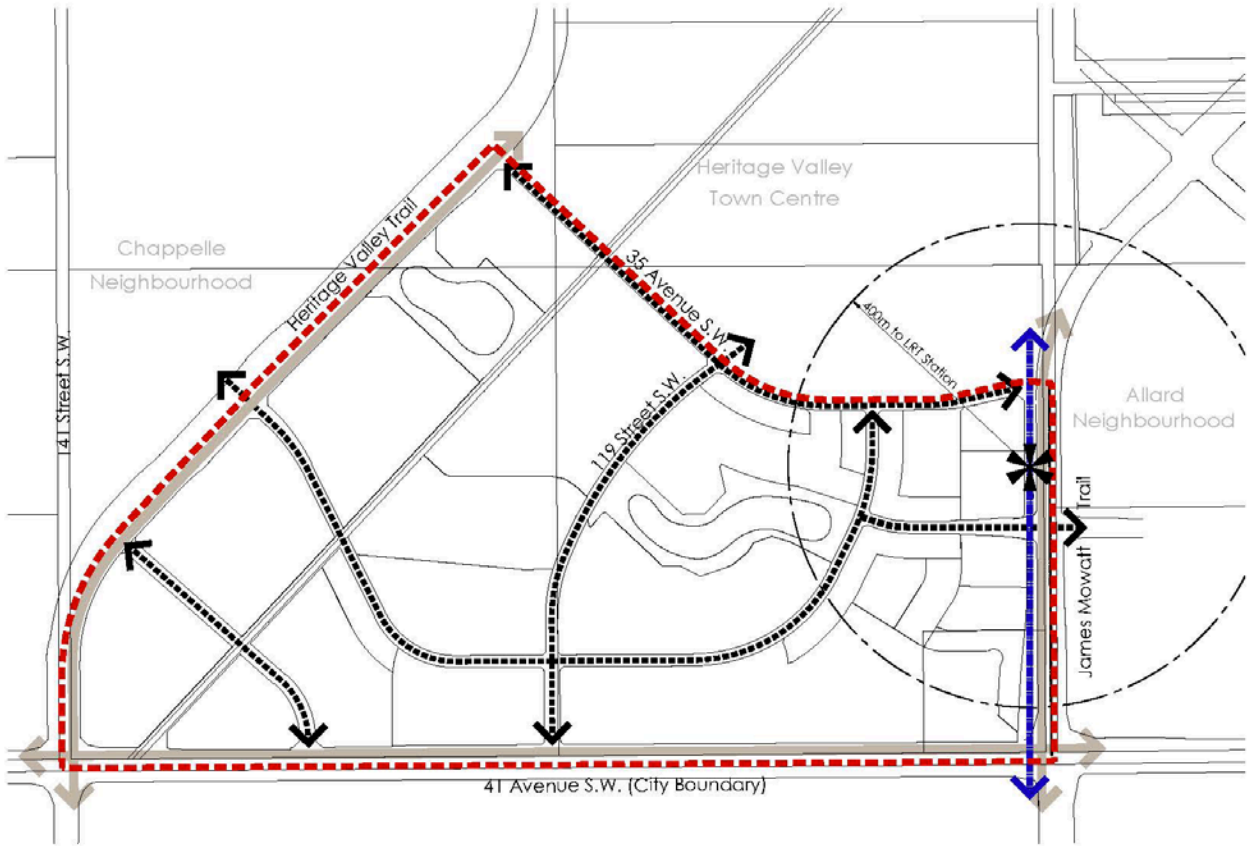 Heritage Valley
Town Centre
Chappelle
Neighbourhood
Heritage Valley Trail
35 Avenue S.W.
400m to LRT Station
141 Street S.W.
119 Street S.W.
Allard
Neighbourhood
James Mowatt Trail
41 Avenue S.W. (City Boundary)